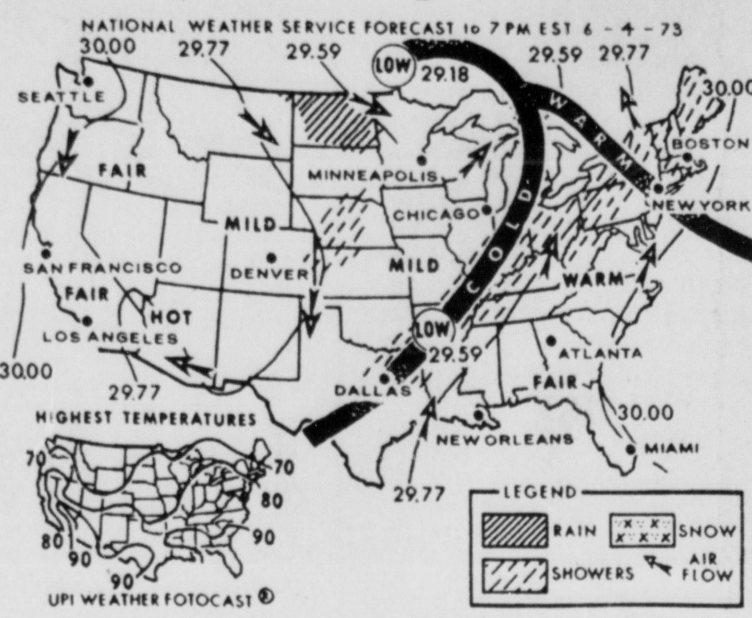 NATIONAL WEATHER SERVICE FORECAST to 7 PM EST 6 - 4 - 73
30.00 29.77 29.59 LOW 29.18 29.59 29.77
30.00
SEATTLE
WARM
BOSTON
FAIR
MINNEAPOLIS
NEW YORK
MILD
CHICAGO
COLD
SAN FRANCISCO
DENVER
MILD
WARM
FAIR
HOT
LOS ANGELES
LOW
29.59
ATLANTA
30.00
29.77
DALLAS
FAIR
30.00
NEW ORLEANS
MIAMI
29.77
HIGHEST TEMPERATURES
70
70
80
80
90
90
90
UPI WEATHER FOTOCAST
LEGEND
RAIN
SNOW
SHOWERS
AIR
FLOW